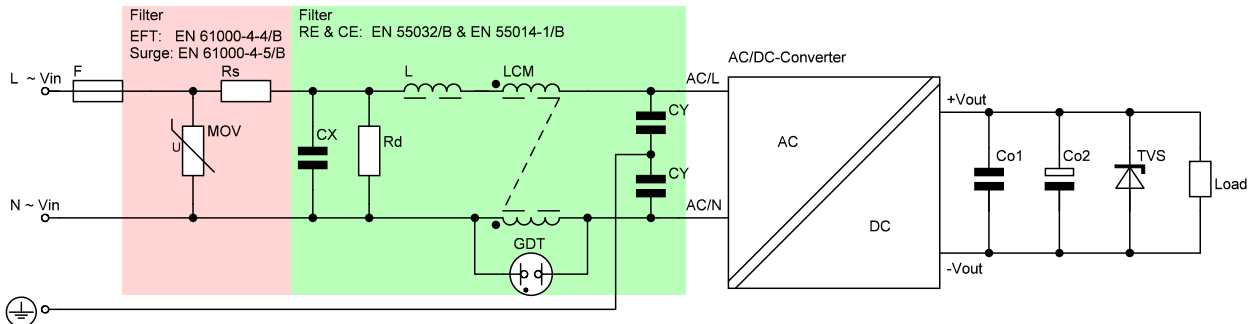 Filter
EFT: EN 61000-4-4/B
Surge: EN 61000-4-5/B
Filter
RE & CE: EN 55032/B & EN 55014-1/B
AC/DC-Converter
L ~ Vin
F
Rs
L
LCM
AC/L
+Vout
MOV
U
CX
Rd
CY
CY
AC
DC
Co1
Co2
TVS
Load
N ~ Vin
AC/N
GDT
-Vout